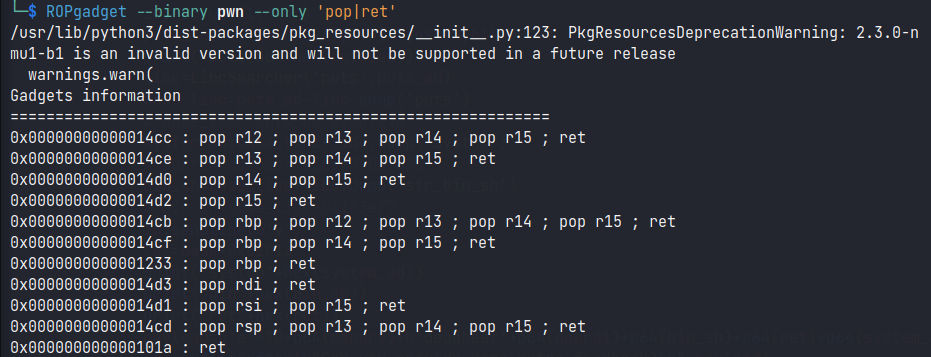 └─$ ROPgadget --binary pwn --only 'pop|ret'
/usr/lib/python3/dist-packages/pkg_resources/__init__.py:123: PkgResourcesDeprecationWarning: 2.3.0-n
mu1-b1 is an invalid version and will not be supported in a future release
  warnings.warn(
Gadgets information
============================================================
0x00000000000014cc : pop r12 ; pop r13 ; pop r14 ; pop r15 ; ret
0x00000000000014ce : pop r13 ; pop r14 ; pop r15 ; ret
0x00000000000014d0 : pop r14 ; pop r15 ; ret
0x00000000000014d2 : pop r15 ; ret
0x00000000000014cb : pop rbp ; pop r12 ; pop r13 ; pop r14 ; pop r15 ; ret
0x00000000000014cf : pop rbp ; pop r14 ; pop r15 ; ret
0x0000000000001233 : pop rbp ; ret
0x00000000000014d3 : pop rdi ; ret
0x00000000000014d1 : pop rsi ; pop r15 ; ret
0x00000000000014cd : pop rsp ; pop r13 ; pop r14 ; pop r15 ; ret
0x000000000000101a : ret